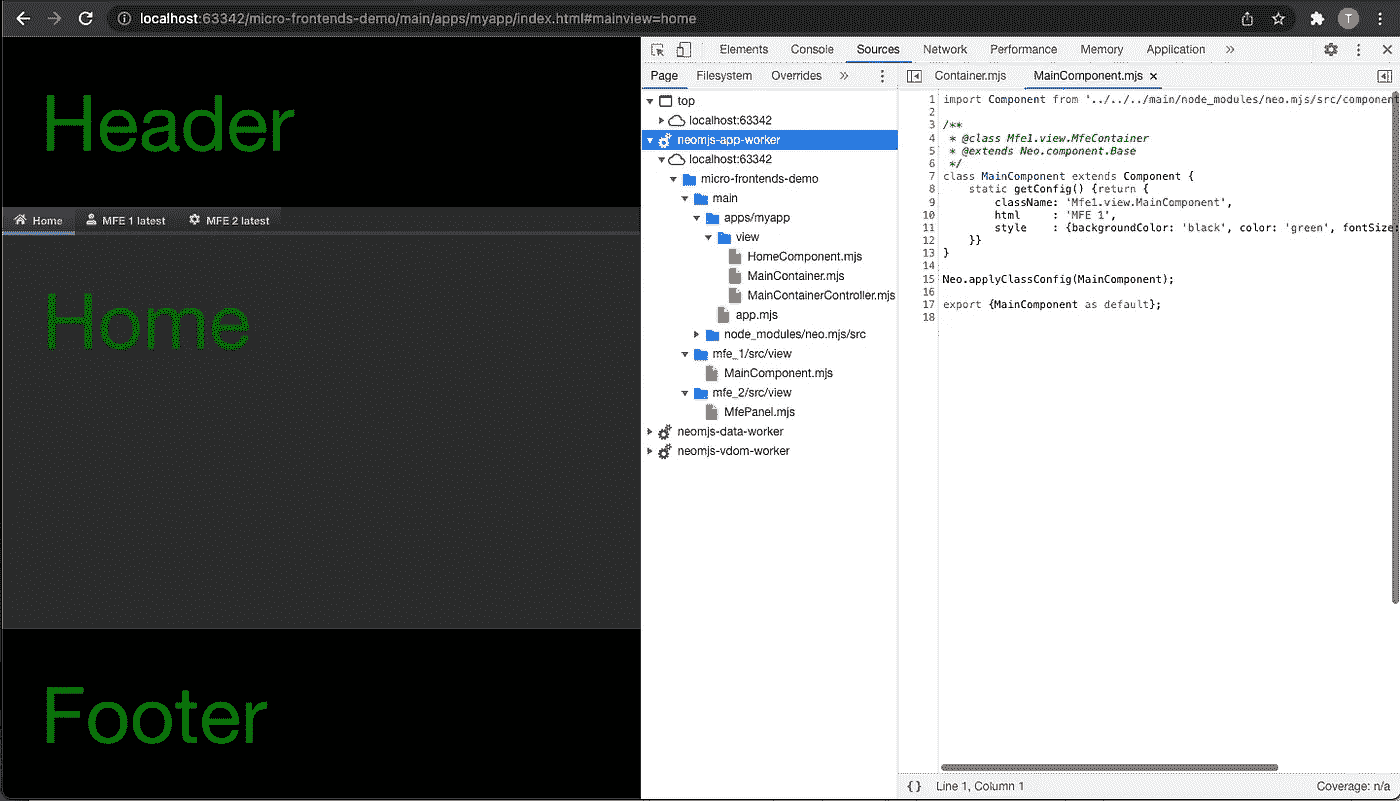 localhost:63342/micro-frontends-demo/main/apps/myapp/index.html#mainview=home
T
Header
Home
MFE 1 latest
MFE 2 latest
Home
Footer
Elements
Console
Sources
Network
Performance
Memory
Application
Page
Filesystem
Overrides
top
localhost:63342
neomjs-app-worker
localhost:63342
micro-frontends-demo
main
apps/myapp
view
HomeComponent.mjs
MainContainer.mjs
MainContainerController.mjs
app.mjs
node_modules/neo.mjs/src
mfe_1/src/view
MainComponent.mjs
mfe_2/src/view
MfePanel.mjs
neomjs-data-worker
neomjs-vdom-worker
Container.mjs
MainComponent.mjs
1 import Component from '../../../main/node_modules/neo.mjs/src/component
2
3 /**
4  * @class Mfe1.view.MfeContainer
5  * @extends Neo.component.Base
6  */
7 class MainComponent extends Component {
8     static getConfig() {return {
9         className: 'Mfe1.view.MainComponent',
10         html     : 'MFE 1',
11         style    : {backgroundColor: 'black', color: 'green', fontSize:
12     }}
13 }
14
15 Neo.applyClassConfig(MainComponent);
16
17 export {MainComponent as default};
18
{} Line 1, Column 1
Coverage: n/a